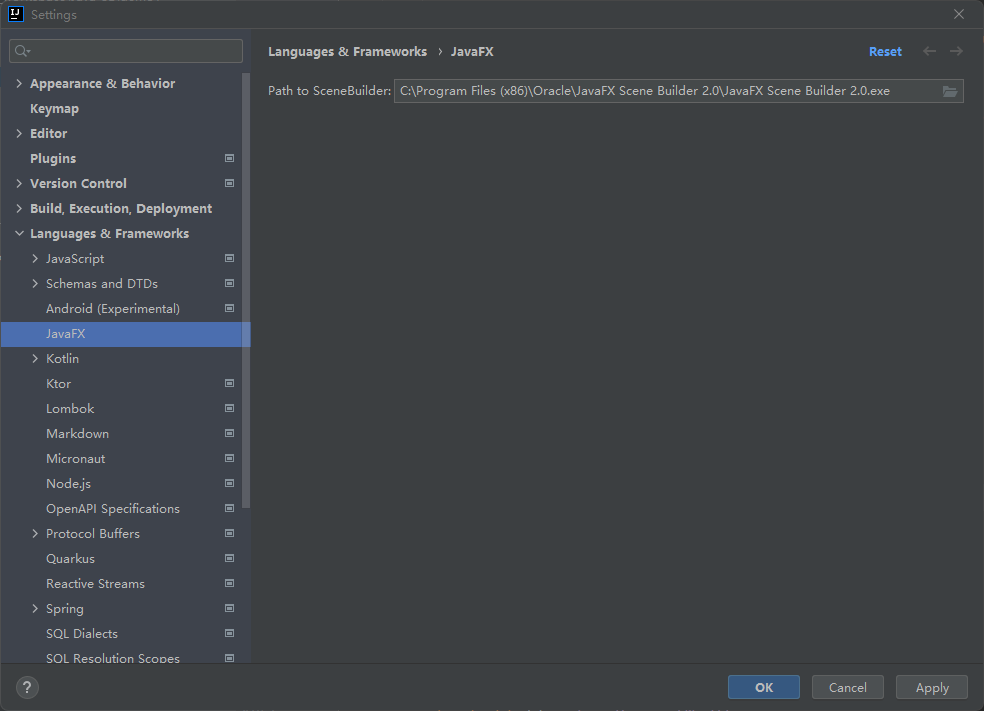 IJ
Settings
Languages & Frameworks › JavaFX
Reset
Path to SceneBuilder: C:\Program Files (x86)\Oracle\JavaFX Scene Builder 2.0\JavaFX Scene Builder 2.0.exe
Appearance & Behavior
Keymap
Editor
Plugins
Version Control
Build, Execution, Deployment
Languages & Frameworks
JavaScript
Schemas and DTDs
Android (Experimental)
JavaFX
Kotlin
Ktor
Lombok
Markdown
Micronaut
Node.js
OpenAPI Specifications
Protocol Buffers
Quarkus
Reactive Streams
Spring
SQL Dialects
SQL Resolution Scopes
?
OK
Cancel
Apply